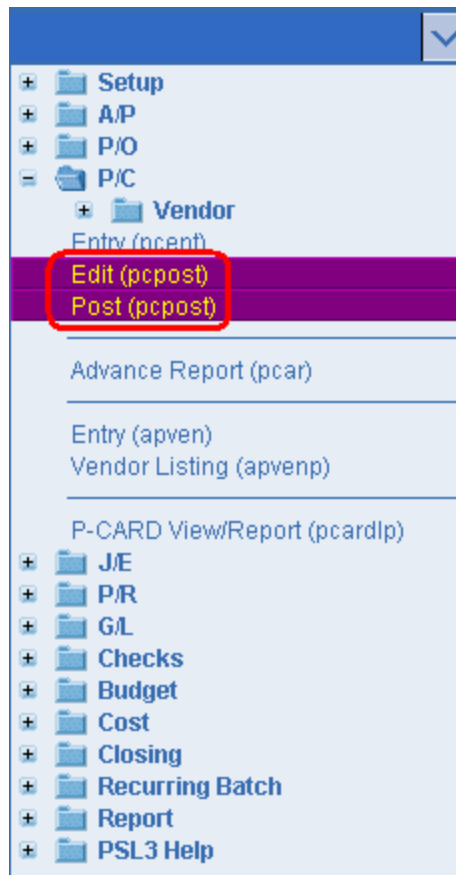 Setup
A/P
P/O
P/C
Vendor
Entry (pcent)
Edit (pcpost)
Post (pcpost)
Advance Report (pcar)
Entry (apven)
Vendor Listing (apvenp)
P-CARD View/Report (pcardlp)
J/E
P/R
G/L
Checks
Budget
Cost
Closing
Recurring Batch
Report
PSL3 Help